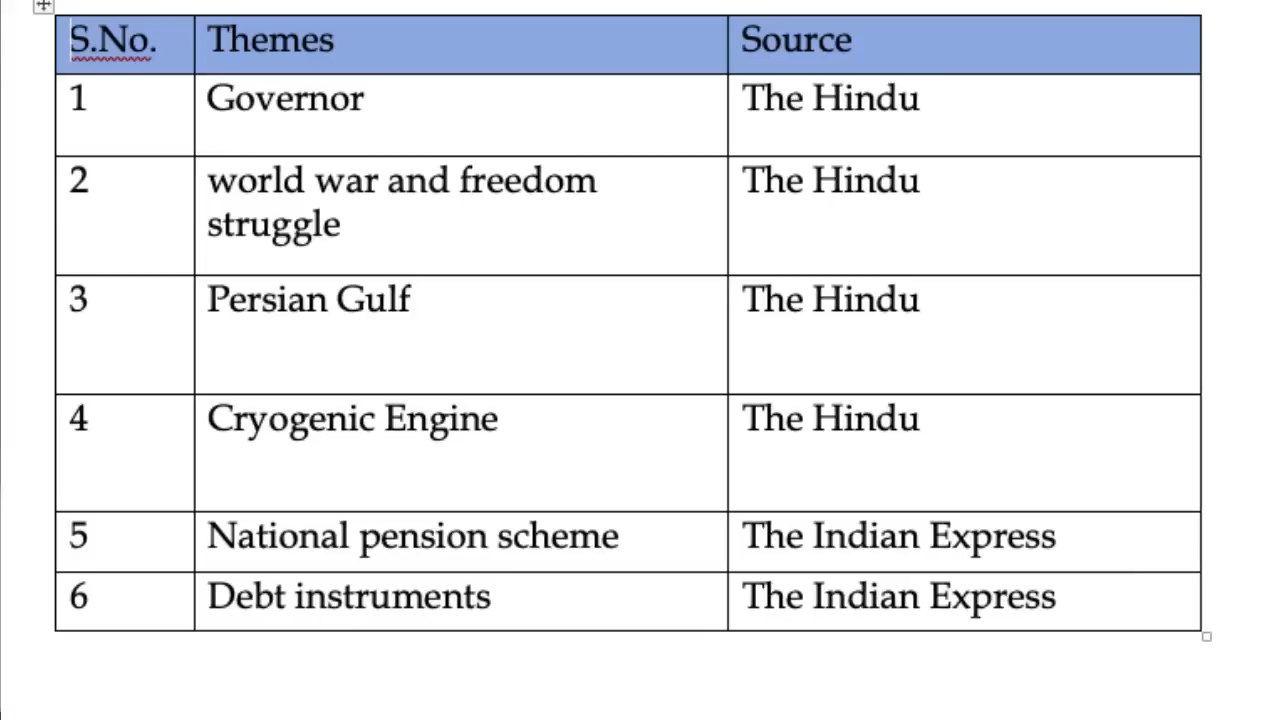 S.No. Themes Source
1 Governor The Hindu
2 world war and freedom The Hindu
struggle
3 Persian Gulf The Hindu
4 Cryogenic Engine The Hindu
5 National pension scheme The Indian Express
6 Debt instruments The Indian Express